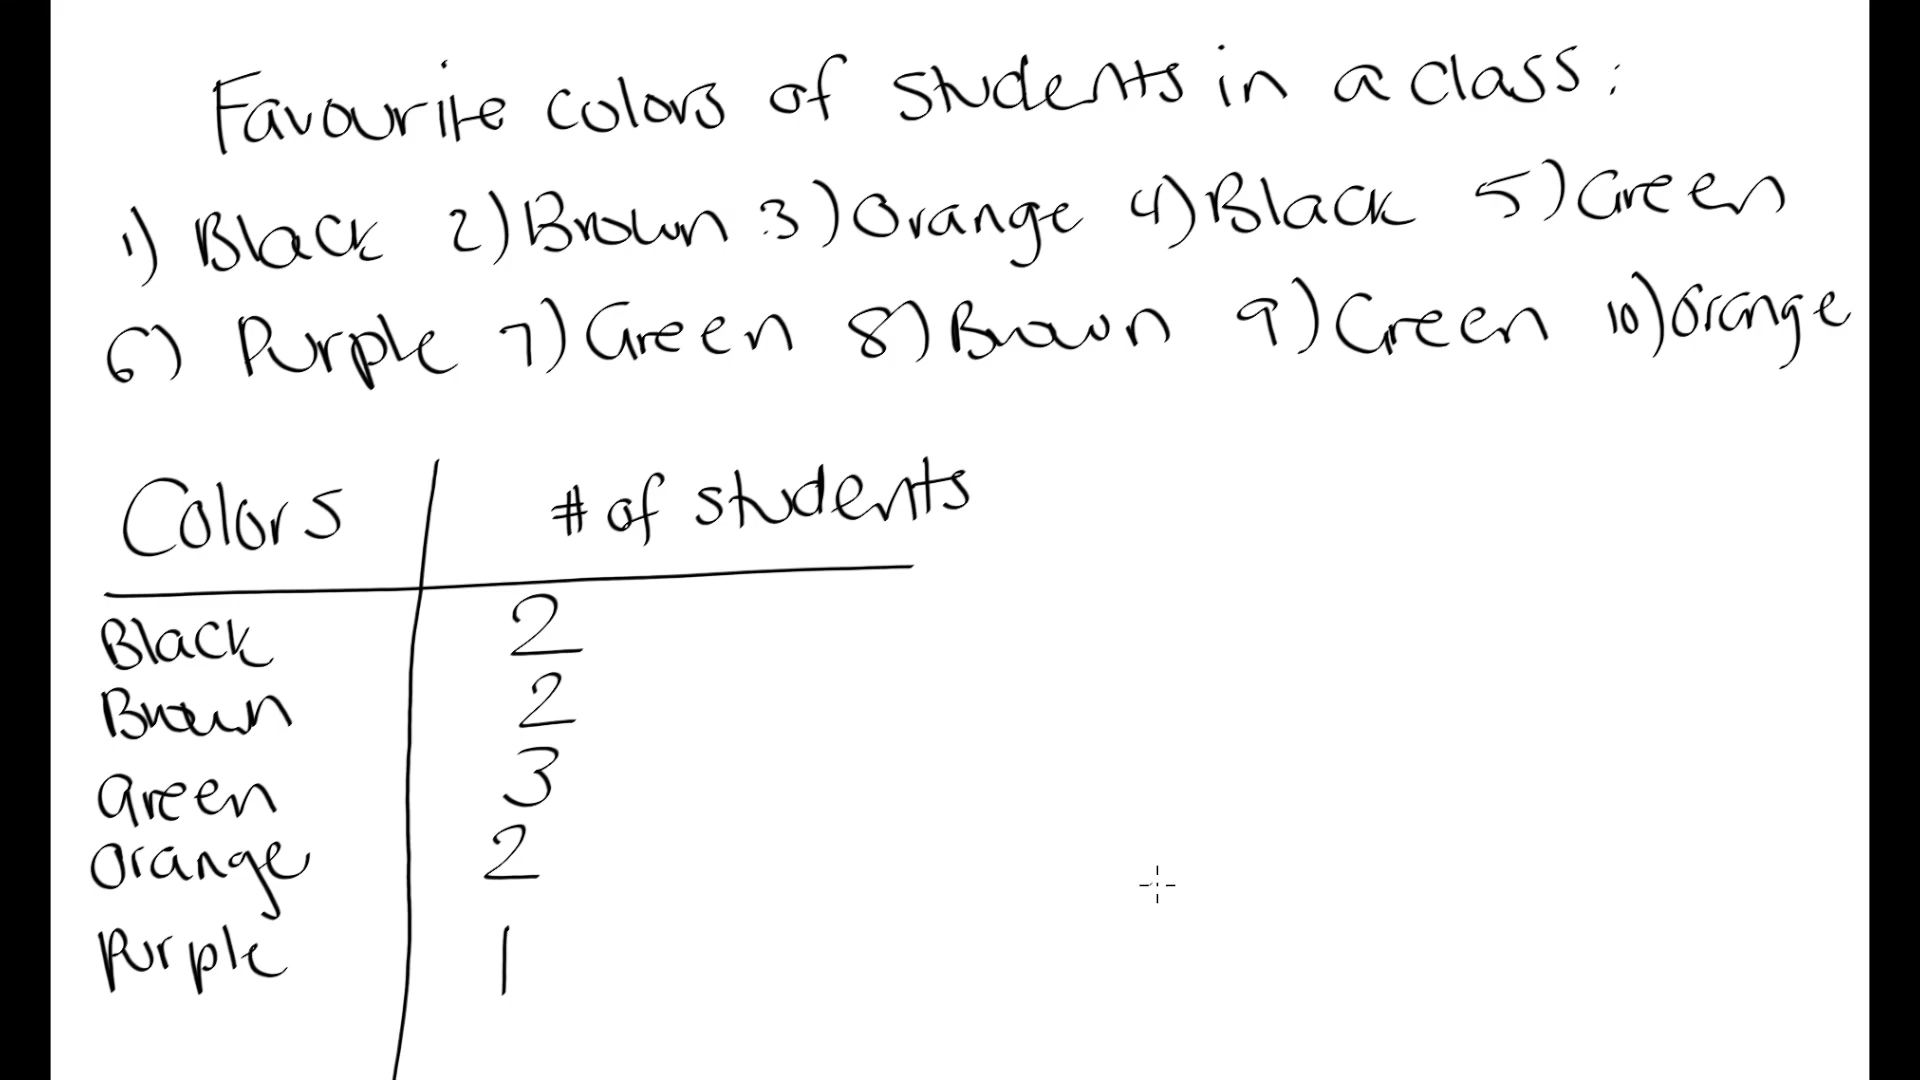 Favourite colors of students in a class:
1) Black 2) Brown 3) Orange 4) Black 5) Green
6) Purple 7) Green 8) Brown 9) Green 10) Orange
Colors # of students
Black 2
Brown 2
Green 3
Orange 2
Purple 1